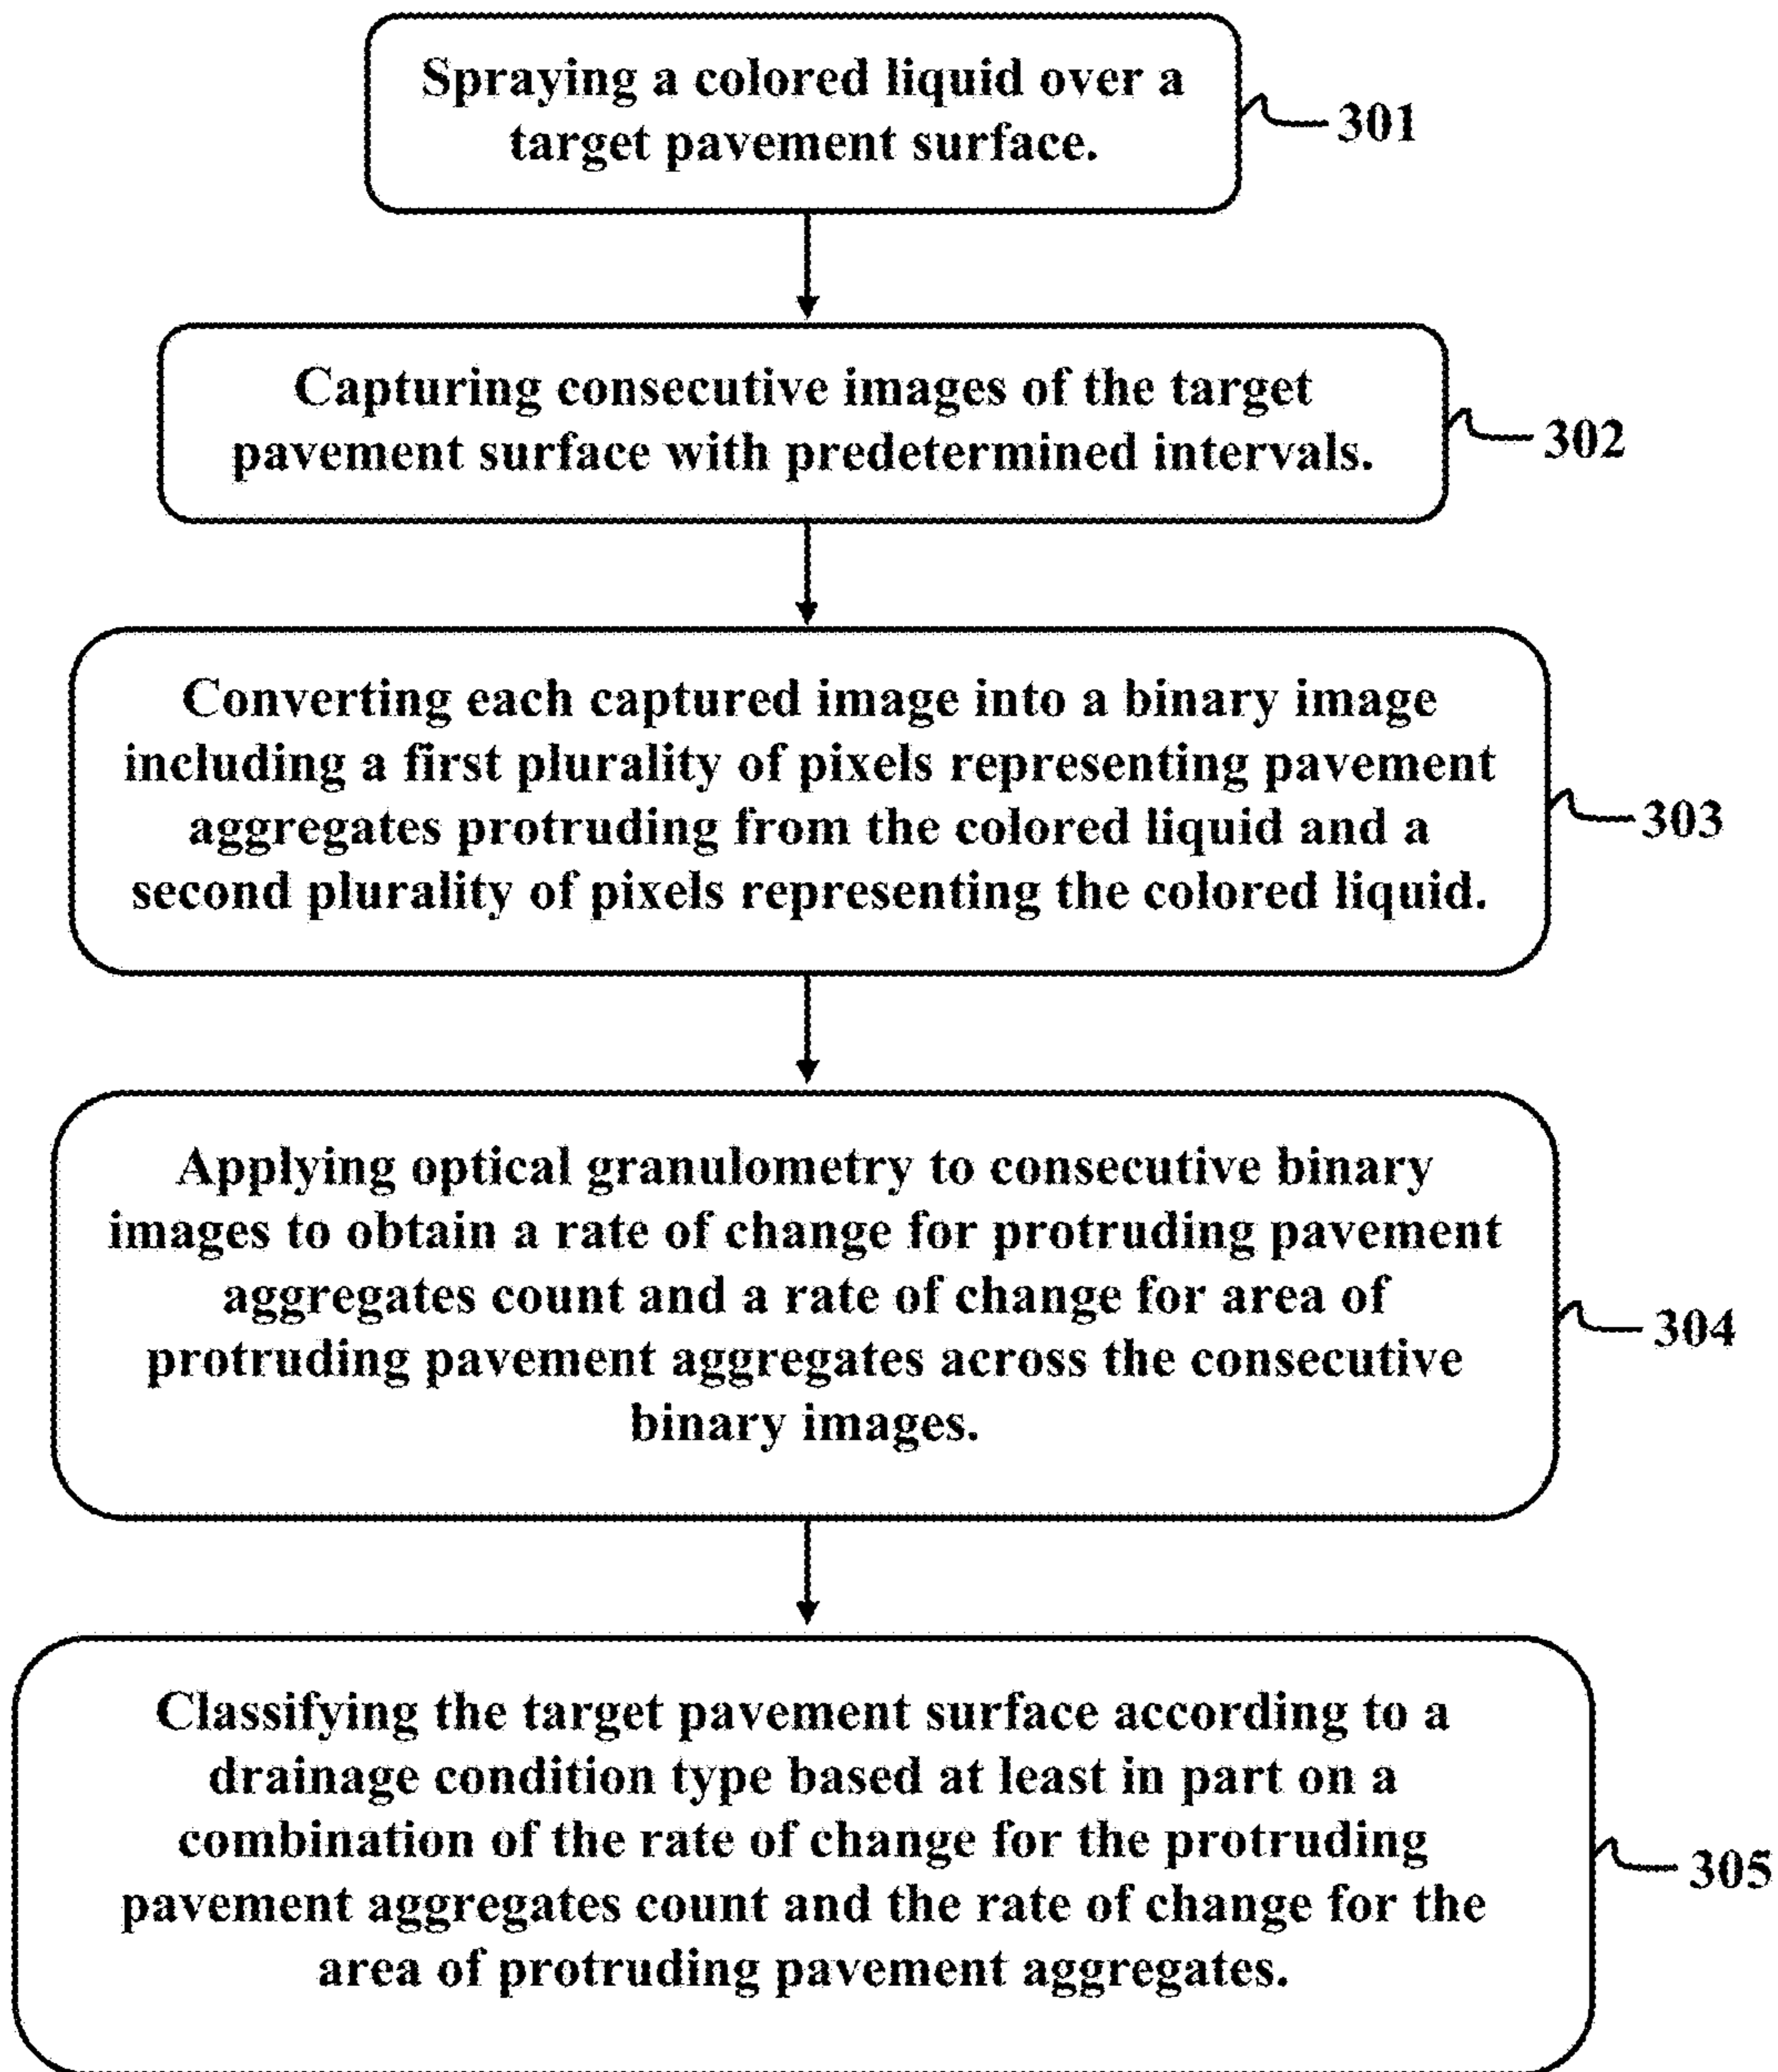 Spraying a colored liquid over a
target pavement surface.
301
Capturing consecutive images of the target
pavement surface with predetermined intervals.
302
Converting each captured image into a binary image
including a first plurality of pixels representing pavement
aggregates protruding from the colored liquid and a
second plurality of pixels representing the colored liquid.
303
Applying optical granulometry to consecutive binary
images to obtain a rate of change for protruding pavement
aggregates count and a rate of change for area of
protruding pavement aggregates across the consecutive
binary images.
304
Classifying the target pavement surface according to a
drainage condition type based at least in part on a
combination of the rate of change for the protruding
pavement aggregates count and the rate of change for the
area of protruding pavement aggregates.
305